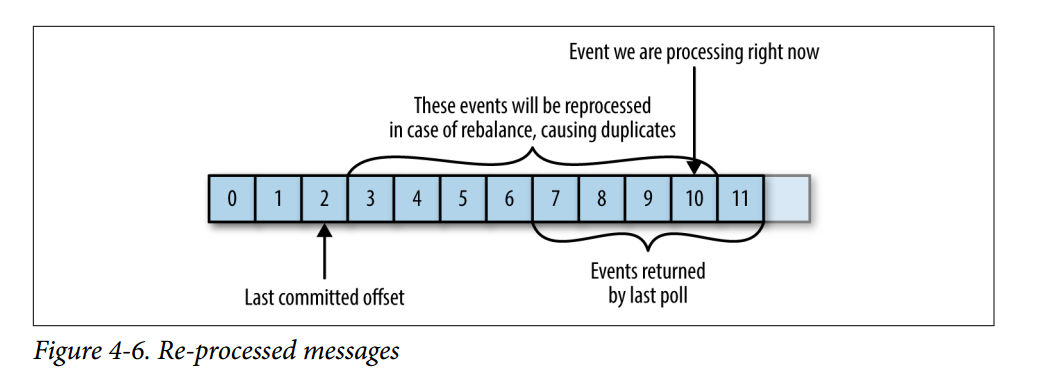 Event we are processing right now
These events will be reprocessed
in case of rebalance, causing duplicates
0 1 2 3 4 5 6 7 8 9 10 11
Events returned
by last poll
Last committed offset
Figure 4-6. Re-processed messages